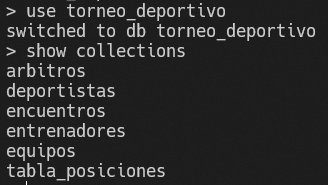 > use torneo_deportivo
switched to db torneo_deportivo
> show collections
arbitros
deportistas
encuentros
entrenadores
equipos
tabla_posiciones